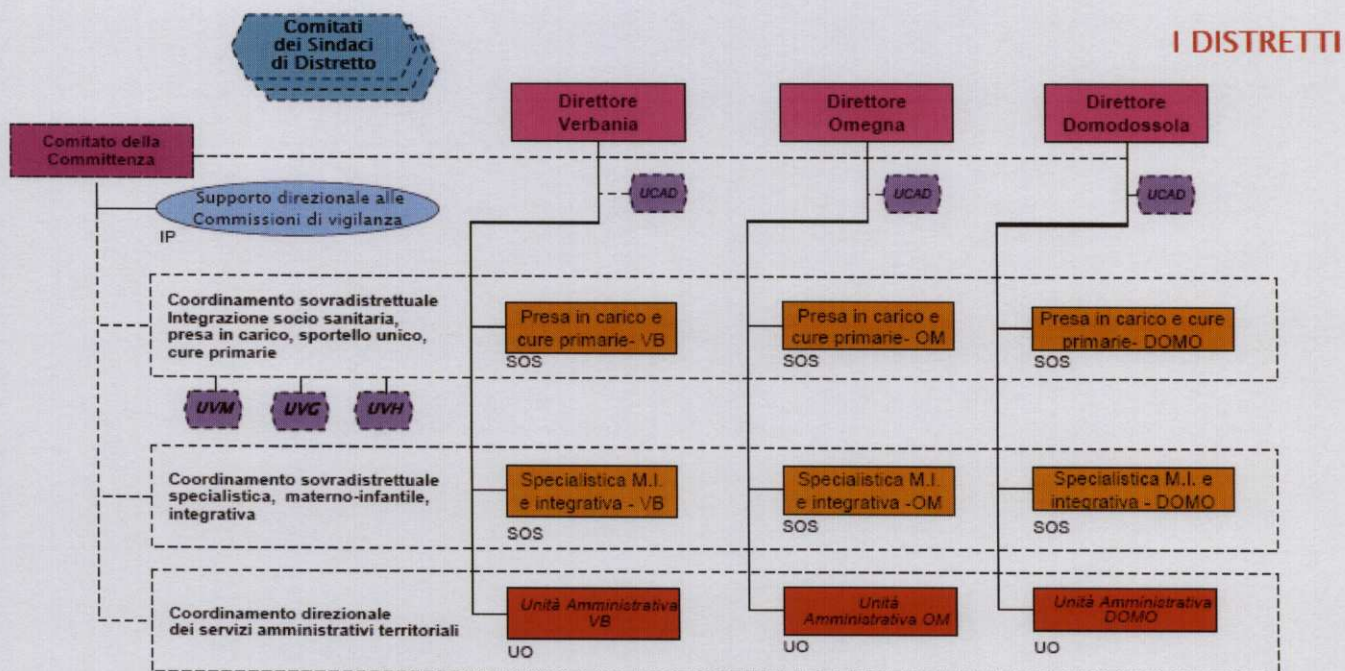 Comitati
dei Sindaci
di Distretto
I DISTRETTI
Direttore
Verbania
Direttore
Omegna
Direttore
Domodossola
Comitato della
Committenza
UCAD
UCAD
UCAD
Supporto direzionale alle
Commissioni di vigilanza
IP
Coordinamento sovradistrettuale
Integrazione socio sanitaria,
presa in carico, sportello unico,
cure primarie
Presa in carico e
cure primarie- VB
SOS
Presa in carico e
cure primarie- OM
SOS
Presa in carico e cure
primarie- DOMO
SOS
UVM
UVG
UVH
Coordinamento sovradistrettuale
specialistica, materno-infantile,
integrativa
Specialistica M.I.
e integrativa - VB
SOS
Specialistica M.I.
e integrativa -OM
SOS
Specialistica M.I. e
integrativa - DOMO
SOS
Coordinamento direzionale
dei servizi amministrativi territoriali
Unità Amministrativa
VB
UO
Unità
Amministrativa OM
UO
Unità Amministrativa
DOMO
UO